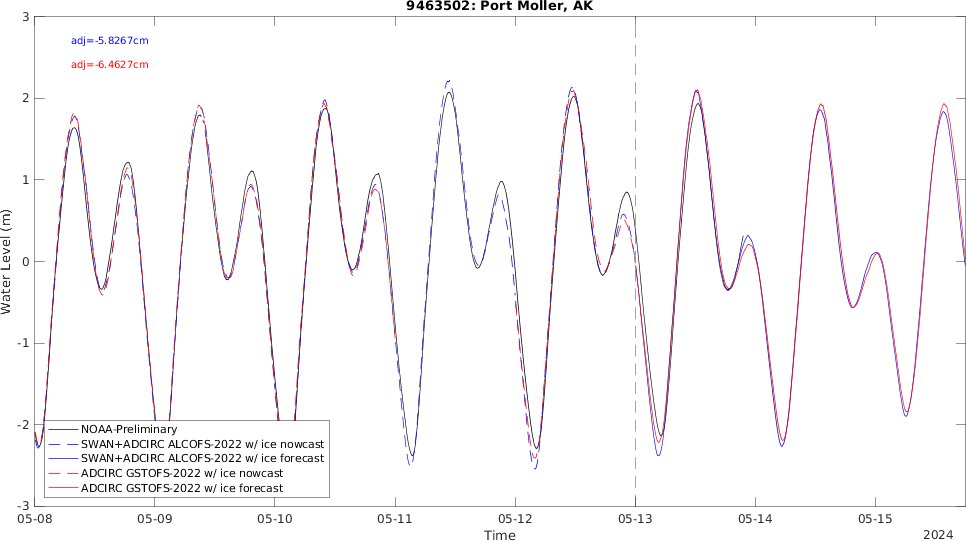 9463502: Port Moller, AK
adj=-5.8267cm
adj=-6.4627cm
3
2
1
0
-1
-2
-3
Water Level (m)
NOAA-Preliminary
SWAN+ADCIRC ALCOFS-2022 w/ ice nowcast
SWAN+ADCIRC ALCOFS-2022 w/ ice forecast
ADCIRC GSTOFS-2022 w/ ice nowcast
ADCIRC GSTOFS-2022 w/ ice forecast
05-08 05-09 05-10 05-11 05-12 05-13 05-14 05-15
Time
2024